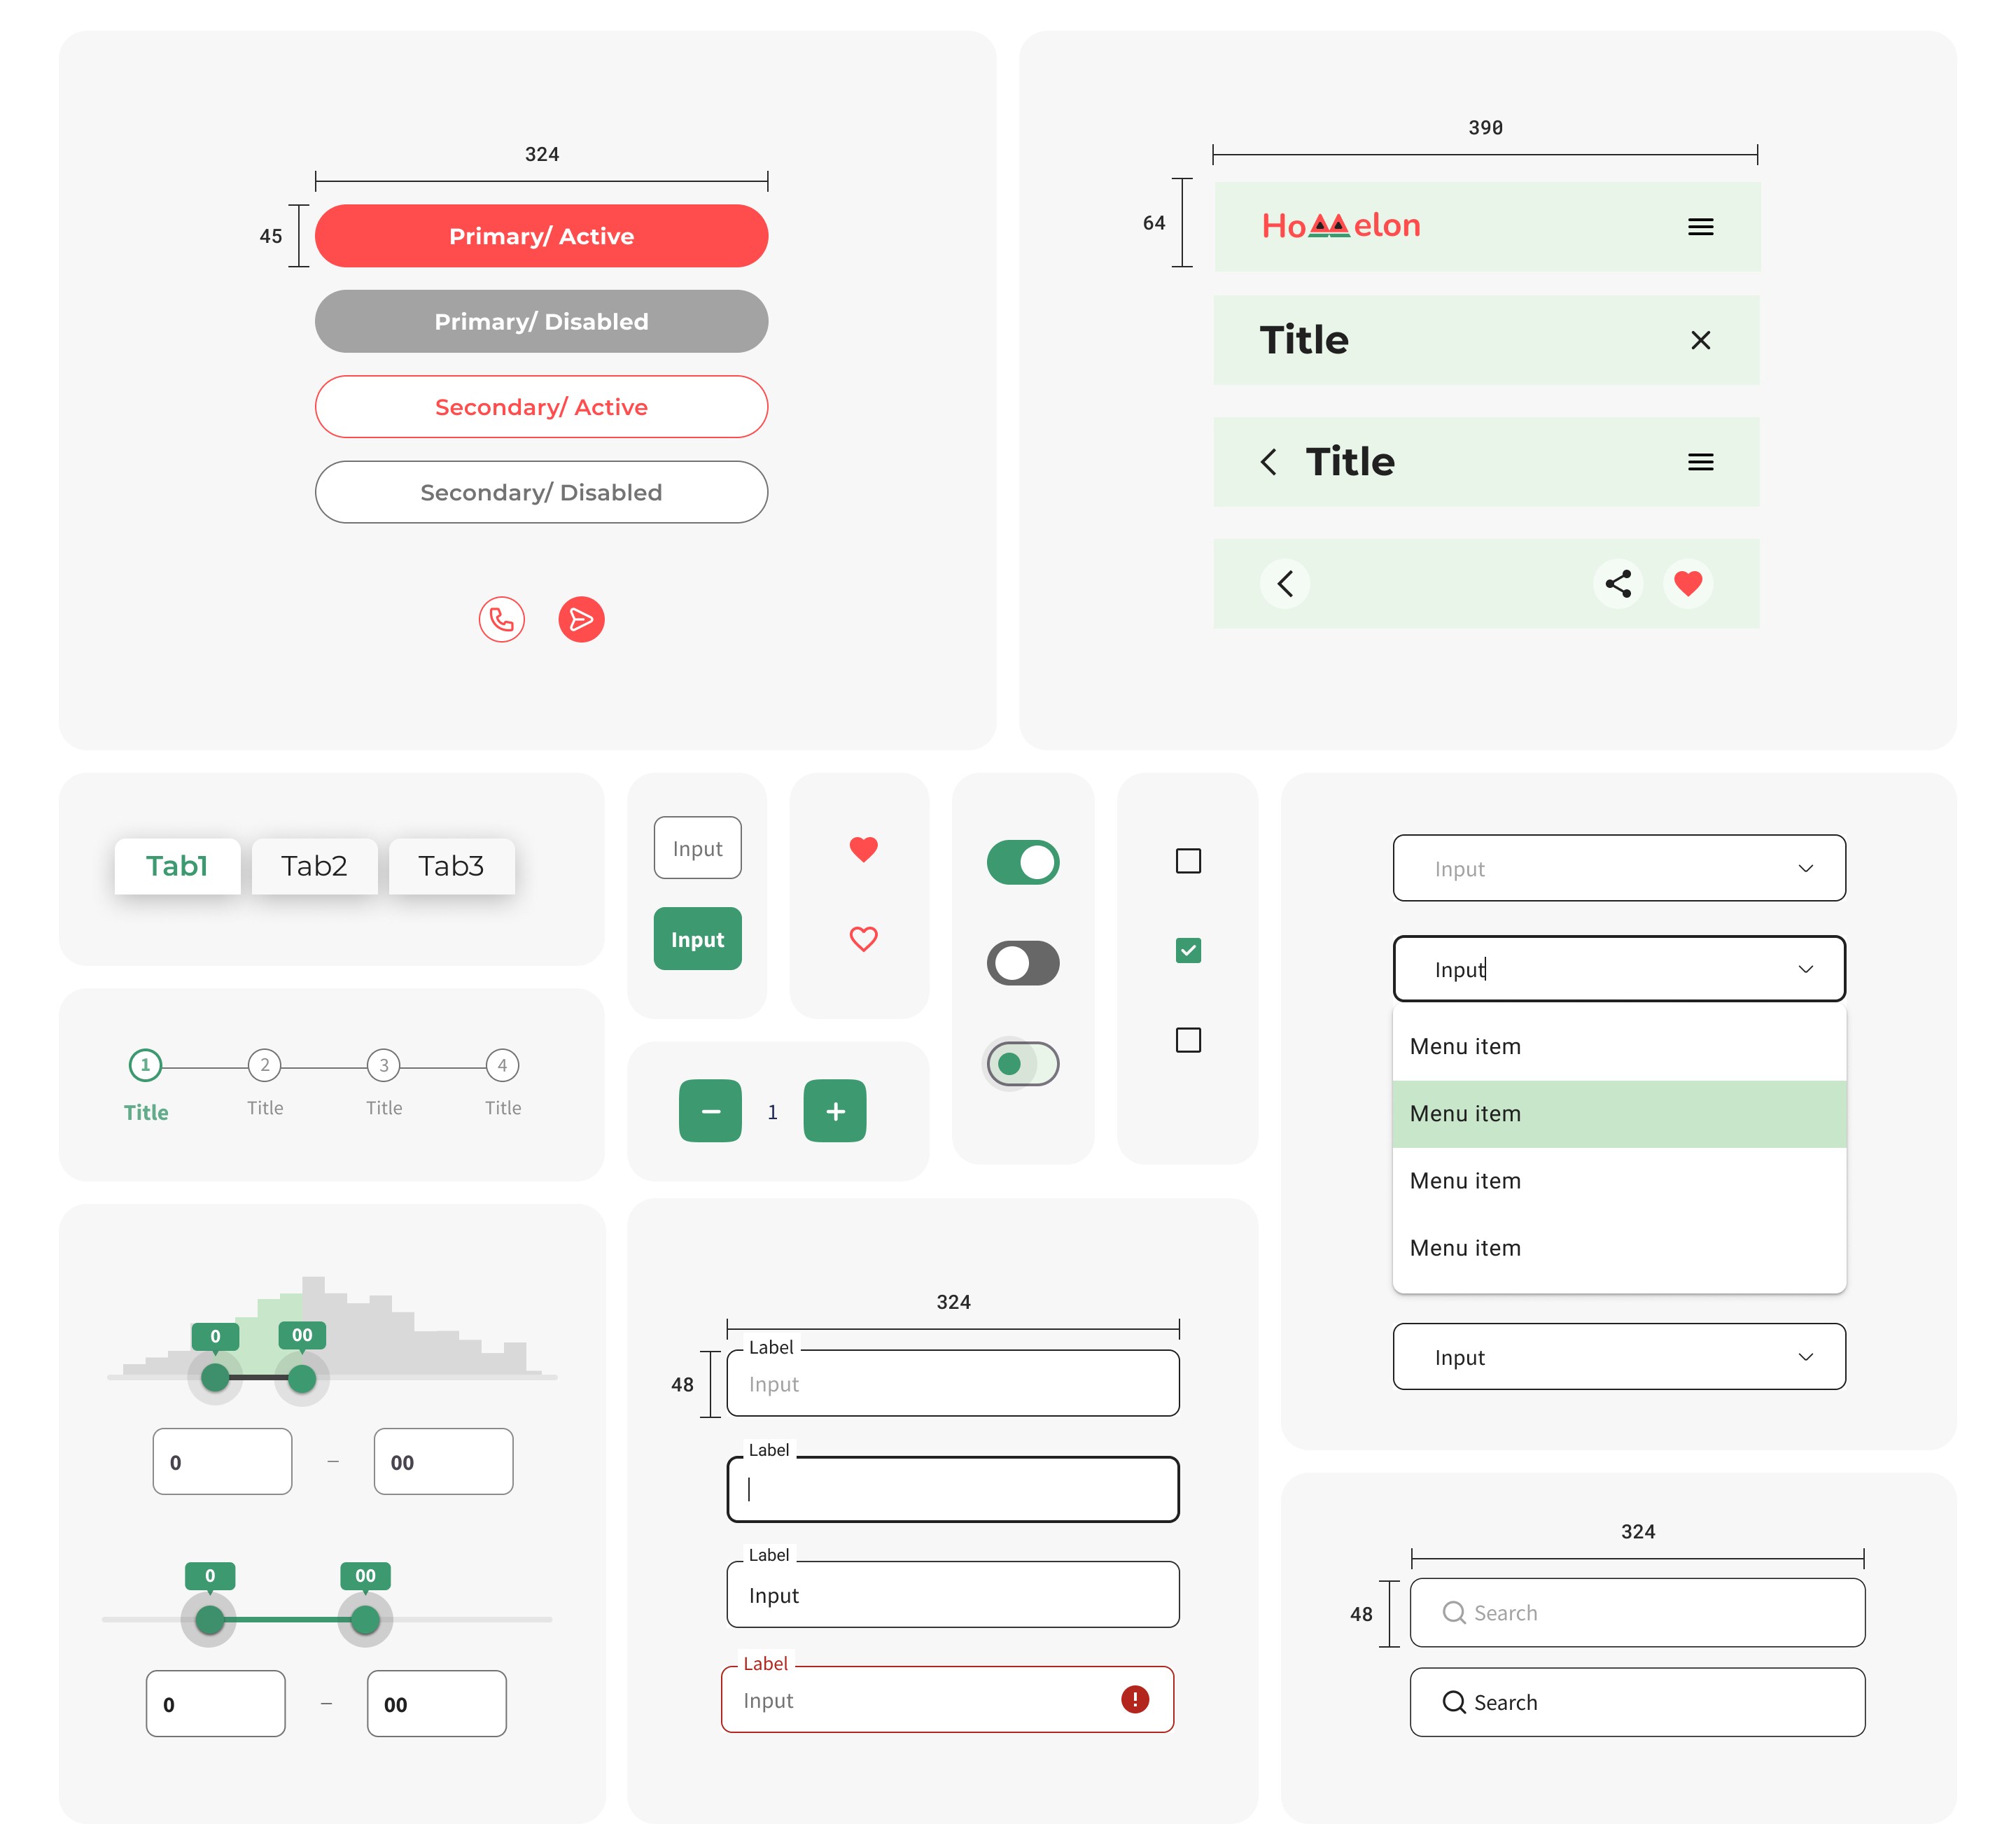 324
45
Primary/ Active
Primary/ Disabled
Secondary/ Active
Secondary/ Disabled
390
64
Ho elon
Title
Title
Tab1 Tab2 Tab3
1 2 3 4
Title Title Title Title
Input
Input
1
Input
Input
Menu item
Menu item
Menu item
Menu item
Input
0 00
0 – 00
0 00
0 – 00
324
48
Label
Input
Label
Label
Input
Label
Input
324
48
Search
Search